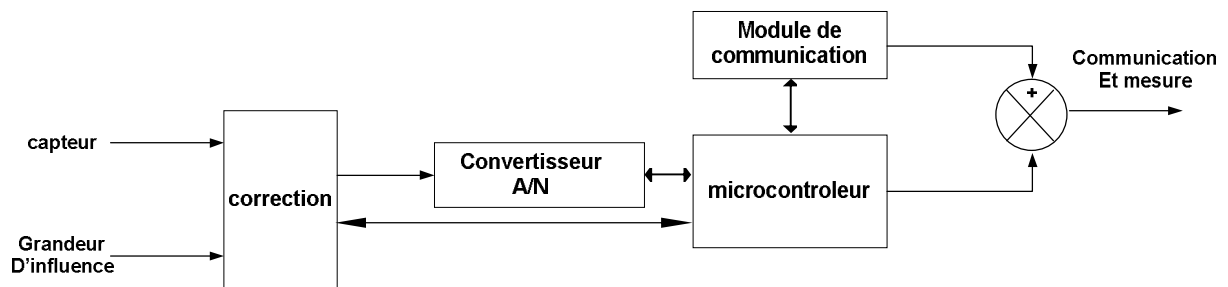 Module de
communication
Communication
Et mesure
+
capteur
Convertisseur
A/N
correction
microcontroleur
Grandeur
D'influence